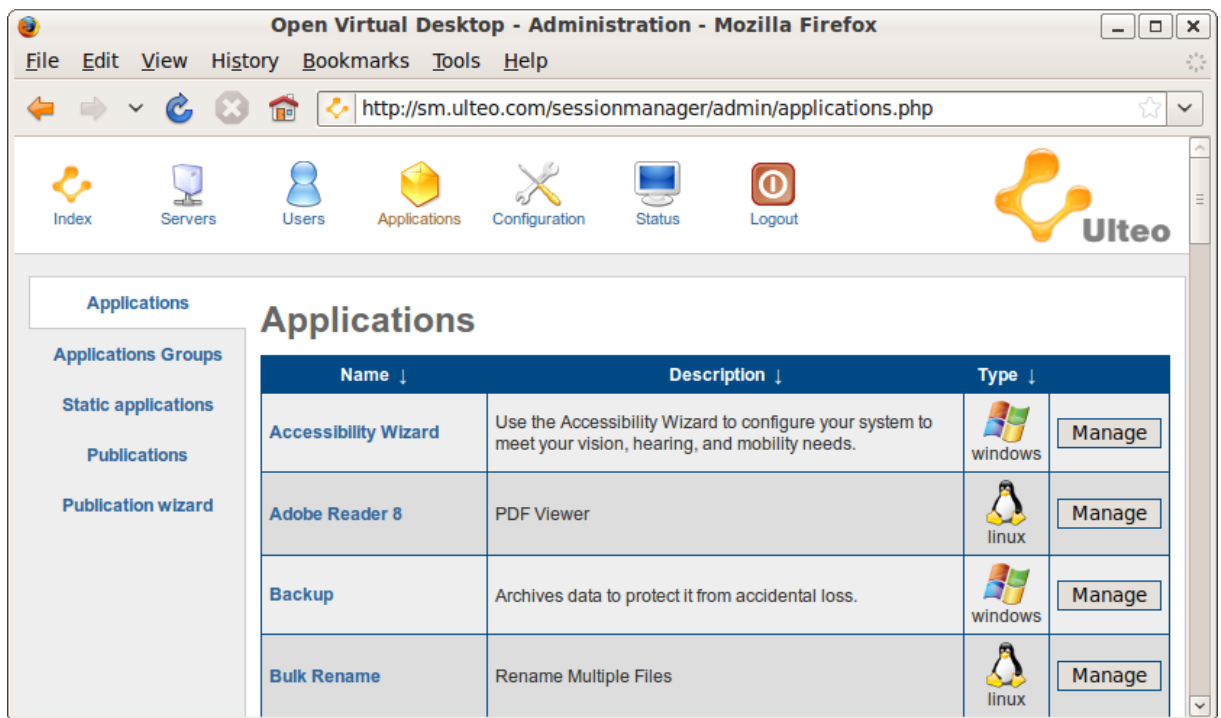 Open Virtual Desktop - Administration - Mozilla Firefox
File Edit View History Bookmarks Tools Help
http://sm.ulteo.com/sessionmanager/admin/applications.php
Index Servers Users Applications Configuration Status Logout
Ulteo
Applications
Applications Groups
Static applications
Publications
Publication wizard
Applications
Name ↓ Description ↓ Type ↓
Accessibility Wizard
Use the Accessibility Wizard to configure your system to
meet your vision, hearing, and mobility needs.
windows
Manage
Adobe Reader 8
PDF Viewer
linux
Manage
Backup
Archives data to protect it from accidental loss.
windows
Manage
Bulk Rename
Rename Multiple Files
linux
Manage